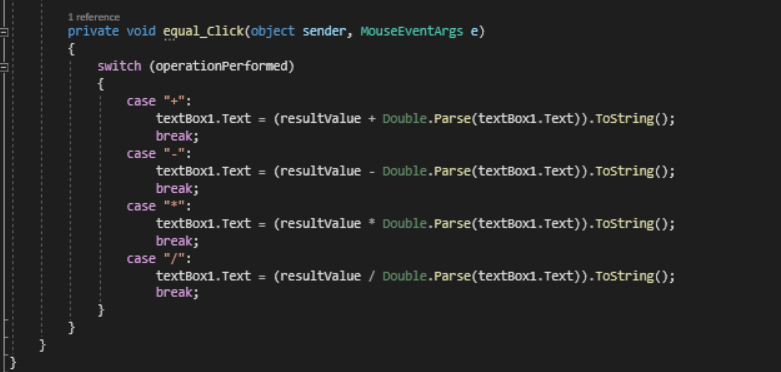 1 reference
private void equal_Click(object sender, MouseEventArgs e)
{
switch (operationPerformed)
{
case "+":
textBox1.Text = (resultValue + Double.Parse(textBox1.Text)).ToString();
break;
case "-":
textBox1.Text = (resultValue - Double.Parse(textBox1.Text)).ToString();
break;
case "*":
textBox1.Text = (resultValue * Double.Parse(textBox1.Text)).ToString();
break;
case "/":
textBox1.Text = (resultValue / Double.Parse(textBox1.Text)).ToString();
break;
}
}
}
}